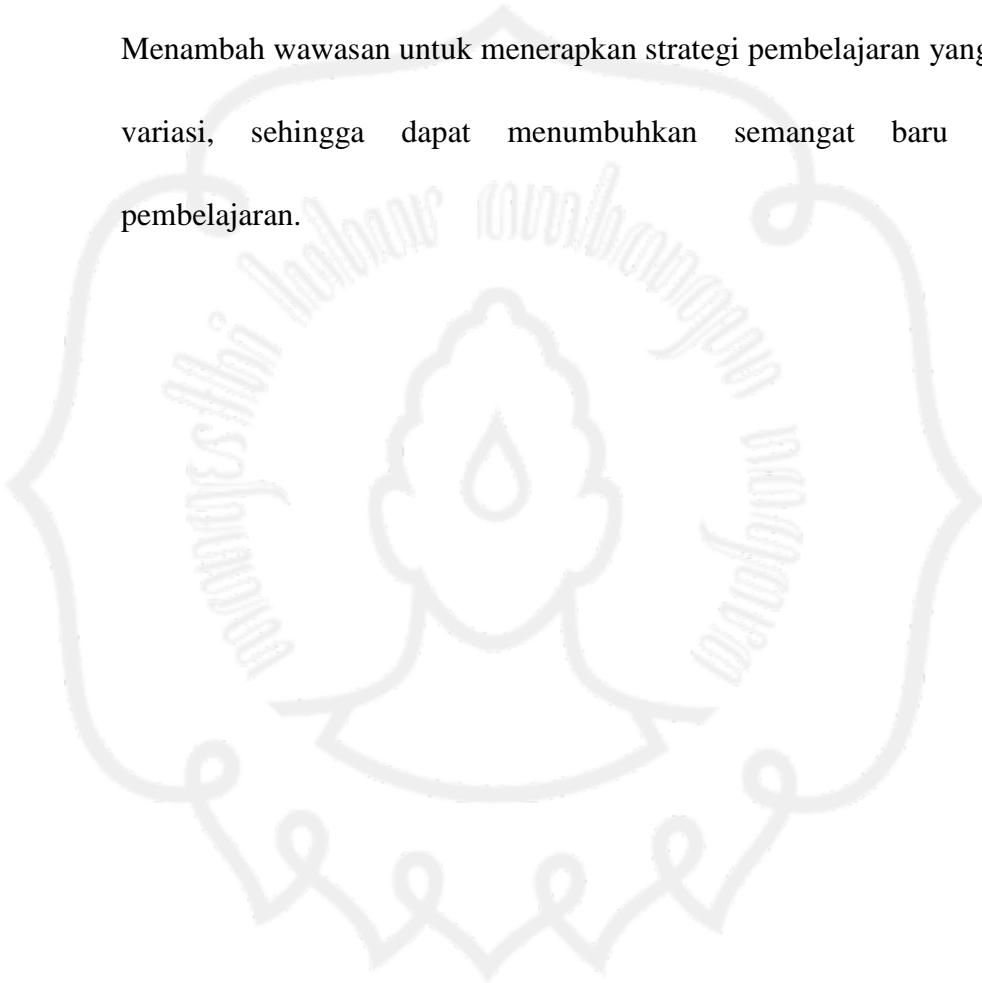 Menambah wawasan untuk menerapkan strategi pembelajaran yang
variasi, sehingga dapat menumbuhkan semangat baru
pembelajaran.